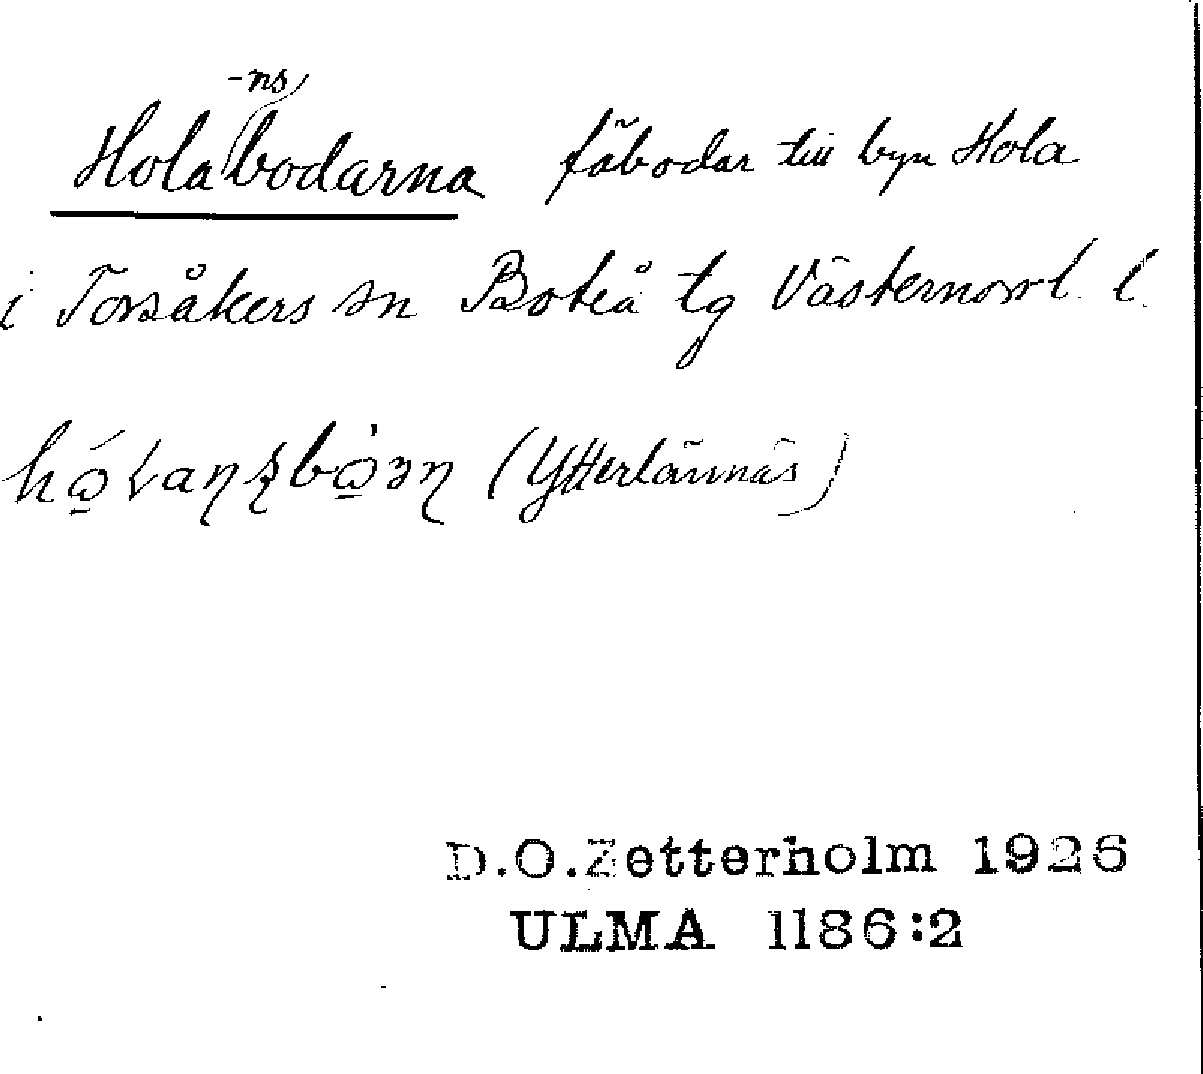 -ns
Holabodarna fäbodar till byn Hola
i Torsåkers sn Boteå tg Västernorrl. l.
(Ytterlännäs)
D.O.Zetterholm 1926
ULMA 1186:2